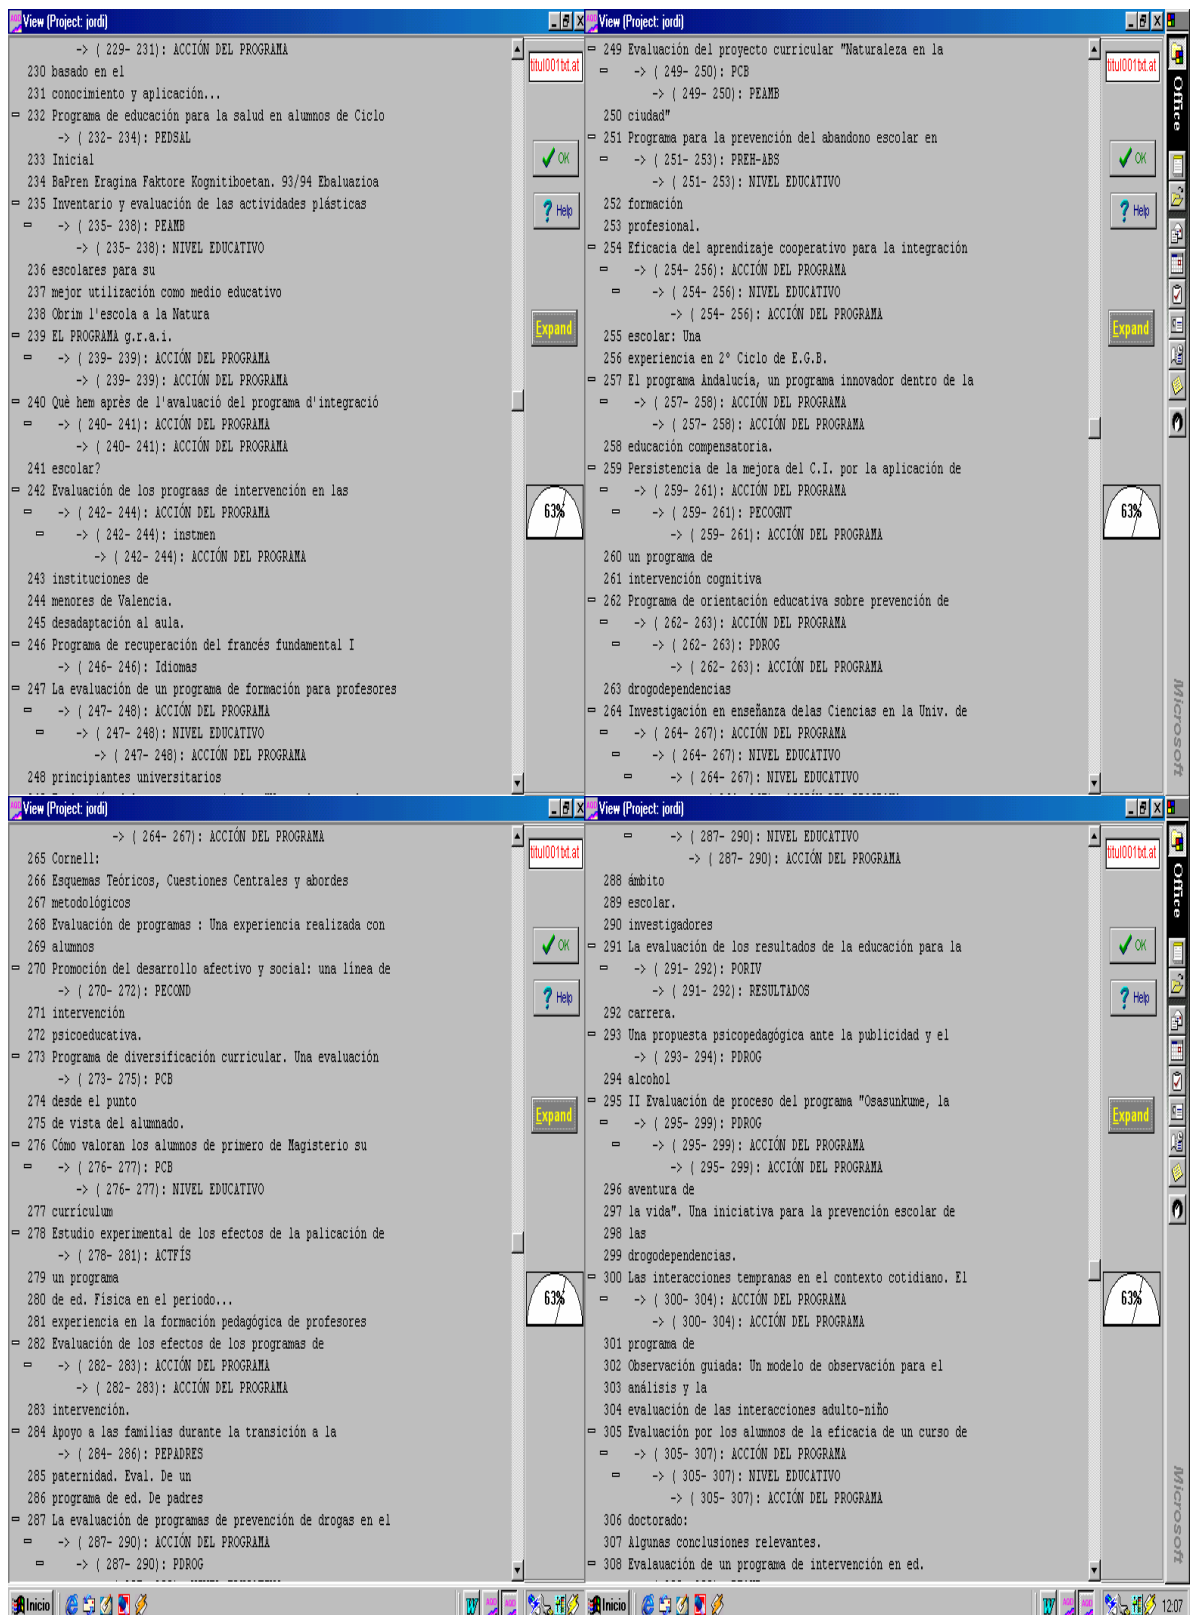 View (Project: jordi)
-> ( 229- 231): ACCIÓN DEL PROGRAMA
230 basado en el
231 conocimiento y aplicación...
232 Programa de educación para la salud en alumnos de Ciclo
-> ( 232- 234): PEDSAL
233 Inicial
234 BaPren Eragina Faktore Kognitiboetan. 93/94 Ebaluazioa
235 Inventario y evaluación de las actividades plásticas
-> ( 235- 238): PEAMB
-> ( 235- 238): NIVEL EDUCATIVO
236 escolares para su
237 mejor utilización como medio educativo
238 Obrim l'escola a la Natura
239 EL PROGRAMA g.r.a.i.
-> ( 239- 239): ACCIÓN DEL PROGRAMA
-> ( 239- 239): ACCIÓN DEL PROGRAMA
240 Què hem après de l'avaluació del programa d'integració
-> ( 240- 241): ACCIÓN DEL PROGRAMA
-> ( 240- 241): ACCIÓN DEL PROGRAMA
241 escolar?
242 Evaluación de los prograas de intervención en las
-> ( 242- 244): ACCIÓN DEL PROGRAMA
-> ( 242- 244): instmen
-> ( 242- 244): ACCIÓN DEL PROGRAMA
243 instituciones de
244 menores de Valencia.
245 desadaptación al aula.
246 Programa de recuperación del francés fundamental I
-> ( 246- 246): Idiomas
247 La evaluación de un programa de formación para profesores
-> ( 247- 248): ACCIÓN DEL PROGRAMA
-> ( 247- 248): NIVEL EDUCATIVO
-> ( 247- 248): ACCIÓN DEL PROGRAMA
248 principiantes universitarios
titul001txt.at
OK
Help
Expand
63%
View (Project: jordi)
249 Evaluación del proyecto curricular "Naturaleza en la
-> ( 249- 250): PCB
-> ( 249- 250): PEAMB
250 ciudad"
251 Programa para la prevención del abandono escolar en
-> ( 251- 253): PREH-ABS
-> ( 251- 253): NIVEL EDUCATIVO
252 formación
253 profesional.
254 Eficacia del aprendizaje cooperativo para la integración
-> ( 254- 256): ACCIÓN DEL PROGRAMA
-> ( 254- 256): NIVEL EDUCATIVO
-> ( 254- 256): ACCIÓN DEL PROGRAMA
255 escolar: Una
256 experiencia en 2º Ciclo de E.G.B.
257 El programa Andalucía, un programa innovador dentro de la
-> ( 257- 258): ACCIÓN DEL PROGRAMA
-> ( 257- 258): ACCIÓN DEL PROGRAMA
258 educación compensatoria.
259 Persistencia de la mejora del C.I. por la aplicación de
-> ( 259- 261): ACCIÓN DEL PROGRAMA
-> ( 259- 261): PECOGNT
-> ( 259- 261): ACCIÓN DEL PROGRAMA
260 un programa de
261 intervención cognitiva
262 Programa de orientación educativa sobre prevención de
-> ( 262- 263): ACCIÓN DEL PROGRAMA
-> ( 262- 263): PDROG
-> ( 262- 263): ACCIÓN DEL PROGRAMA
263 drogodependencias
264 Investigación en enseñanza delas Ciencias en la Univ. de
-> ( 264- 267): ACCIÓN DEL PROGRAMA
-> ( 264- 267): NIVEL EDUCATIVO
-> ( 264- 267): NIVEL EDUCATIVO
titul001txt.at
OK
Help
Expand
63%
Office
Microsoft
View (Project: jordi)
-> ( 264- 267): ACCIÓN DEL PROGRAMA
265 Cornell:
266 Esquemas Teóricos, Cuestiones Centrales y abordes
267 metodológicos
268 Evaluación de programas : Una experiencia realizada con
269 alumnos
270 Promoción del desarrollo afectivo y social: una línea de
-> ( 270- 272): PECOND
271 intervención
272 psicoeducativa.
273 Programa de diversificación curricular. Una evaluación
-> ( 273- 275): PCB
274 desde el punto
275 de vista del alumnado.
276 Cómo valoran los alumnos de primero de Magisterio su
-> ( 276- 277): PCB
-> ( 276- 277): NIVEL EDUCATIVO
277 currículum
278 Estudio experimental de los efectos de la palicación de
-> ( 278- 281): ACTFÍS
279 un programa
280 de ed. Física en el periodo...
281 experiencia en la formación pedagógica de profesores
282 Evaluación de los efectos de los programas de
-> ( 282- 283): ACCIÓN DEL PROGRAMA
-> ( 282- 283): ACCIÓN DEL PROGRAMA
283 intervención.
284 Apoyo a las familias durante la transición a la
-> ( 284- 286): PEPADRES
285 paternidad. Eval. De un
286 programa de ed. De padres
287 La evaluación de programas de prevención de drogas en el
-> ( 287- 290): ACCIÓN DEL PROGRAMA
-> ( 287- 290): PDROG
titul001txt.at
OK
Help
Expand
63%
Inicio
View (Project: jordi)
-> ( 287- 290): NIVEL EDUCATIVO
-> ( 287- 290): ACCIÓN DEL PROGRAMA
288 ámbito
289 escolar.
290 investigadores
291 La evaluación de los resultados de la educación para la
-> ( 291- 292): PORIV
-> ( 291- 292): RESULTADOS
292 carrera.
293 Una propuesta psicopedagógica ante la publicidad y el
-> ( 293- 294): PDROG
294 alcohol
295 II Evaluación de proceso del programa "Osasunkume, la
-> ( 295- 299): PDROG
-> ( 295- 299): ACCIÓN DEL PROGRAMA
-> ( 295- 299): ACCIÓN DEL PROGRAMA
296 aventura de
297 la vida". Una iniciativa para la prevención escolar de
298 las
299 drogodependencias.
300 Las interacciones tempranas en el contexto cotidiano. El
-> ( 300- 304): ACCIÓN DEL PROGRAMA
-> ( 300- 304): ACCIÓN DEL PROGRAMA
301 programa de
302 Observación guiada: Un modelo de observación para el
303 análisis y la
304 evaluación de las interacciones adulto-niño
305 Evaluación por los alumnos de la eficacia de un curso de
-> ( 305- 307): ACCIÓN DEL PROGRAMA
-> ( 305- 307): NIVEL EDUCATIVO
-> ( 305- 307): ACCIÓN DEL PROGRAMA
306 doctorado:
307 Algunas conclusiones relevantes.
308 Evalauación de un programa de intervención en ed.
titul001txt.at
OK
Help
Expand
63%
Office
Microsoft
Inicio
12:07